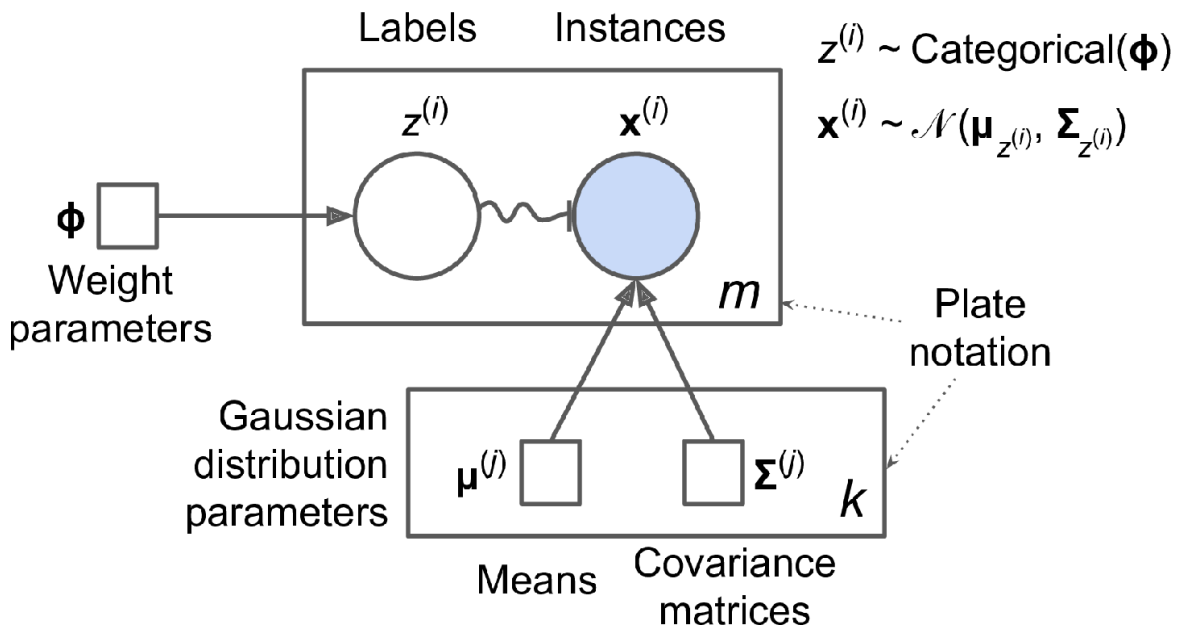 Labels Instances
z(i) ~ Categorical(ϕ)
z(i) x(i)
x(i) ~ 𝒩(μz(i), Σz(i))
ϕ
Weight
parameters
m
Plate
notation
Gaussian
distribution
parameters
μ(j) Σ(j)
k
Means
Covariance
matrices